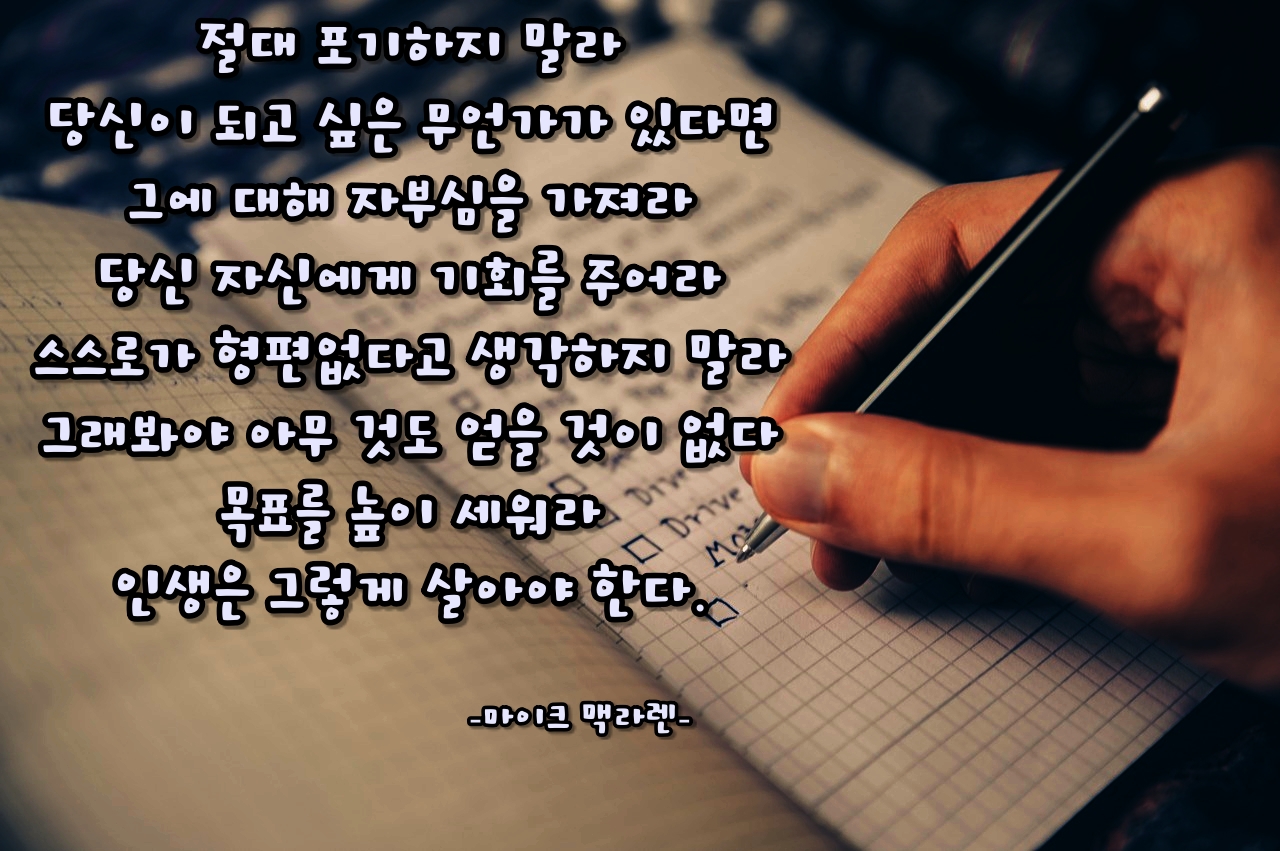 절대 포기하지 말라
당신이 되고 싶은 무언가가 있다면
그에 대해 자부심을 가져라
당신 자신에게 기회를 주어라
스스로가 형편없다고 생각하지 말라
그래봐야 아무 것도 얻을 것이 없다
목표를 높이 세워라
인생은 그렇게 살아야 한다.
-마이크 맥라렌-
Drive